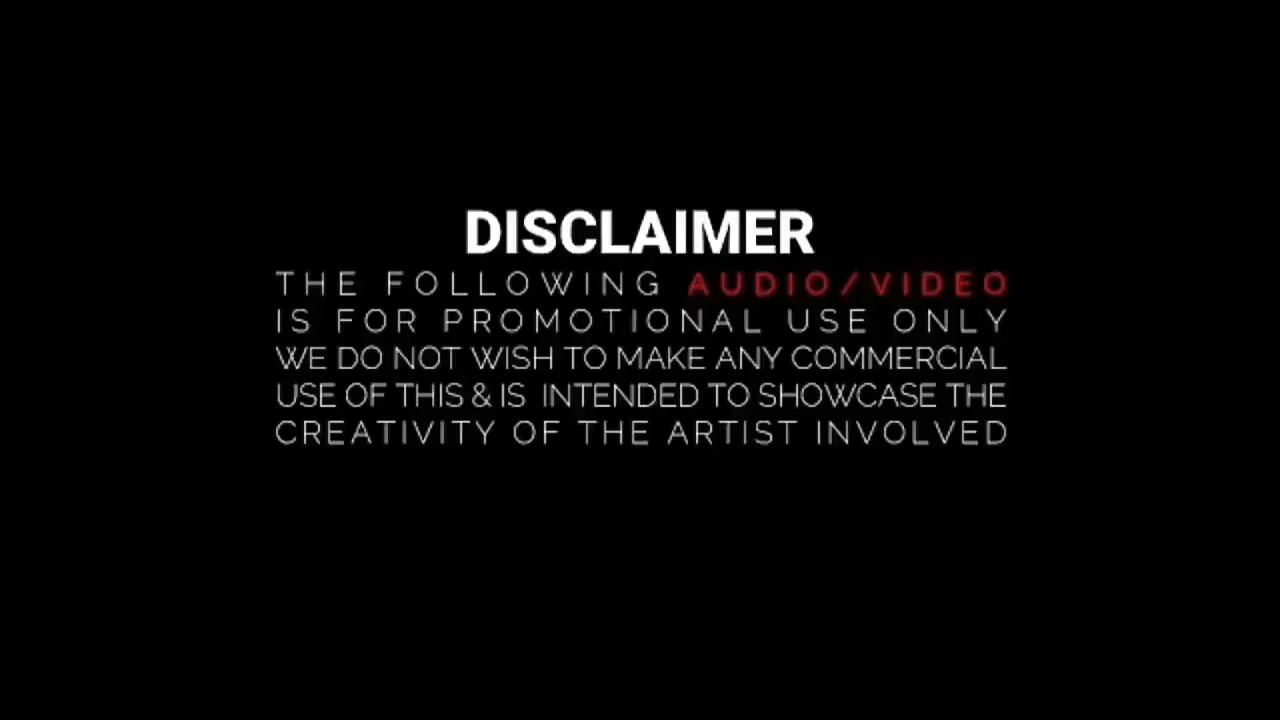 DISCLAIMER
THE FOLLOWING AUDIO/VIDEO
IS FOR PROMOTIONAL USE ONLY
WE DO NOT WISH TO MAKE ANY COMMERCIAL
USE OF THIS & IS INTENDED TO SHOWCASE THE
CREATIVITY OF THE ARTIST INVOLVED